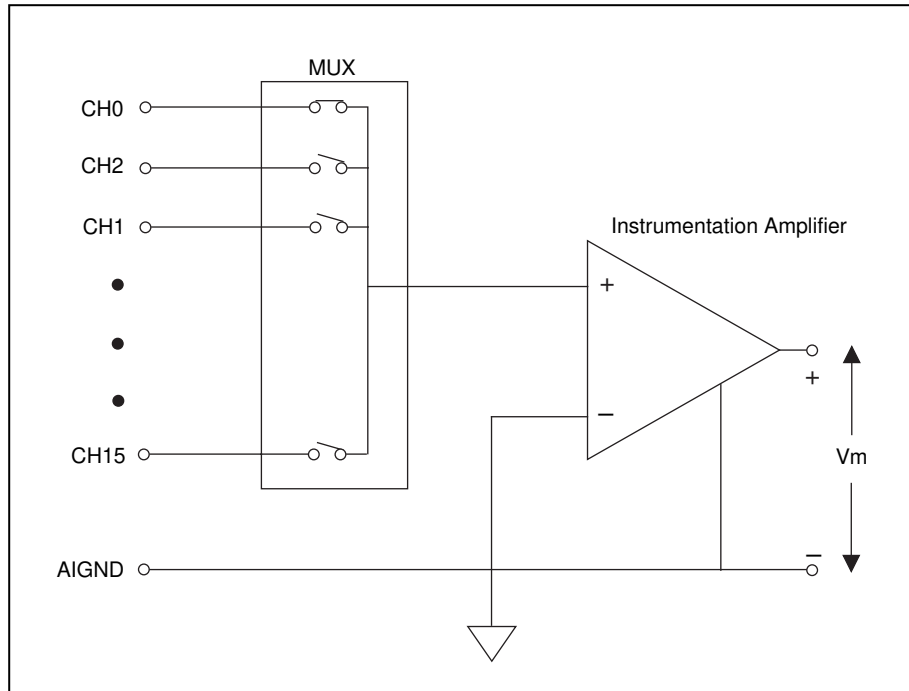 MUX
CH0
CH2
CH1
Instrumentation Amplifier
+
−
+
CH15
Vm
AIGND
−